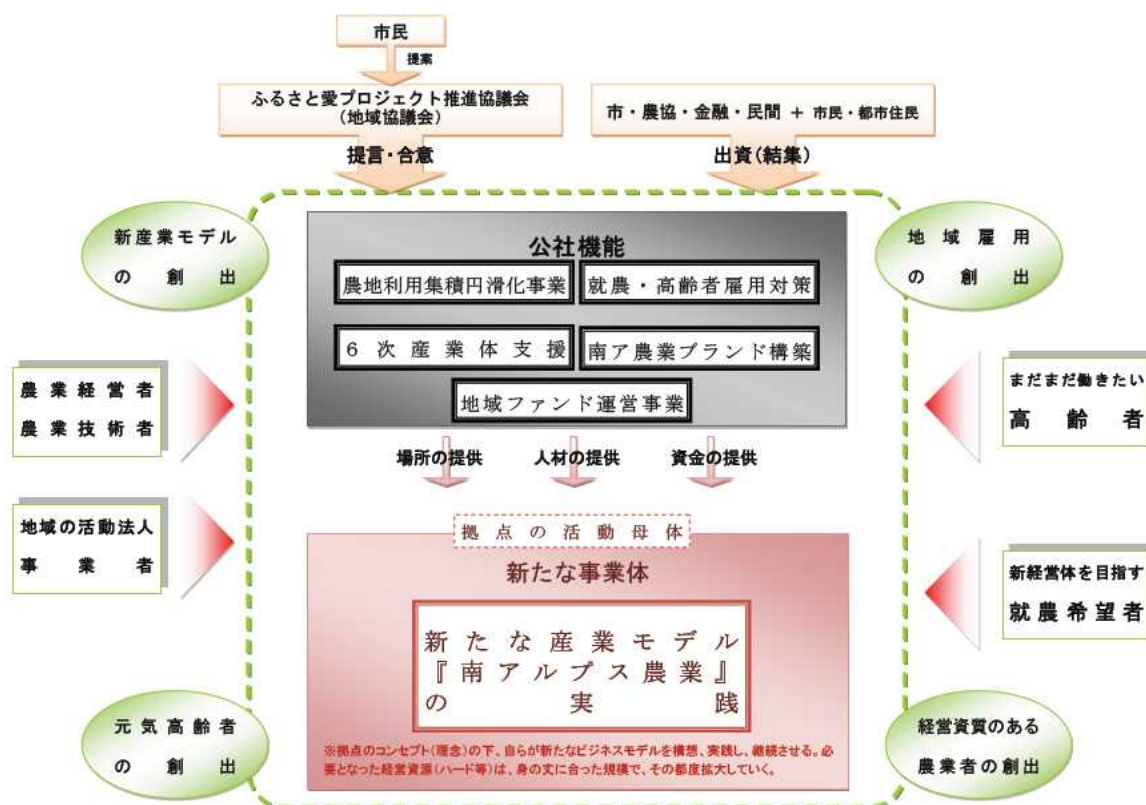 市民
提案
ふるさと愛プロジェクト推進協議会
(地域協議会)
市・農協・金融・民間 + 市民・都市住民
提言・合意
出資(結集)
新産業モデル
の創出
地域雇用
の創出
公社機能
農地利用集積円滑化事業
就農・高齢者雇用対策
6次産業体支援
南ア農業ブランド構築
地域ファンド運営事業
農業経営者
農業技術者
まだまだ働きたい
高齢者
場所の提供
人材の提供
資金の提供
地域の活動法人
事業者
拠点の活動母体
新たな事業体
新経営体を目指す
就農希望者
新たな産業モデル
『南アルプス農業』
の実践
元気高齢者
の創出
経営資質のある
農業者の創出
※拠点のコンセプト(理念)の下、自らが新たなビジネスモデルを構想、実践し、継続させる。必
要となった経営資源(ハード等)は、身の丈に合った規模で、その都度拡大していく。